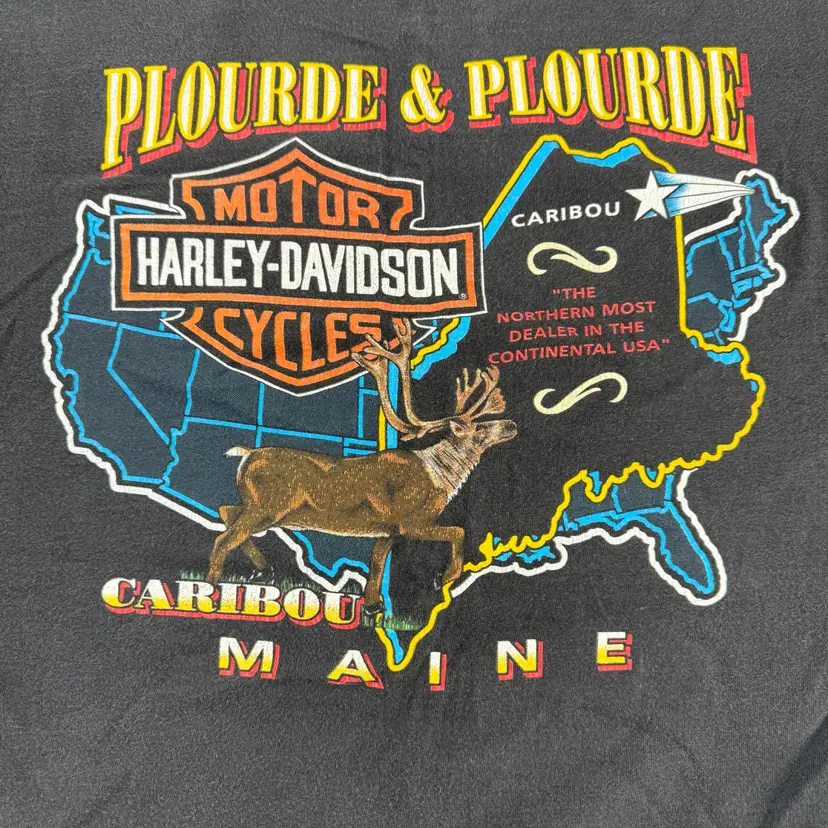 PLOURDE & PLOURDE
MOTOR
HARLEY-DAVIDSON
CYCLES
CARIBOU
"THE
NORTHERN MOST
DEALER IN THE
CONTINENTAL USA"
CARIBOU
MAINE